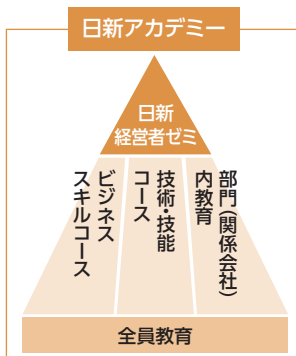 日新アカデミー
日新
経営者ゼミ
ビジネス
スキルコース
技術・技能
コース
部門（関係会社）
内教育
全員教育